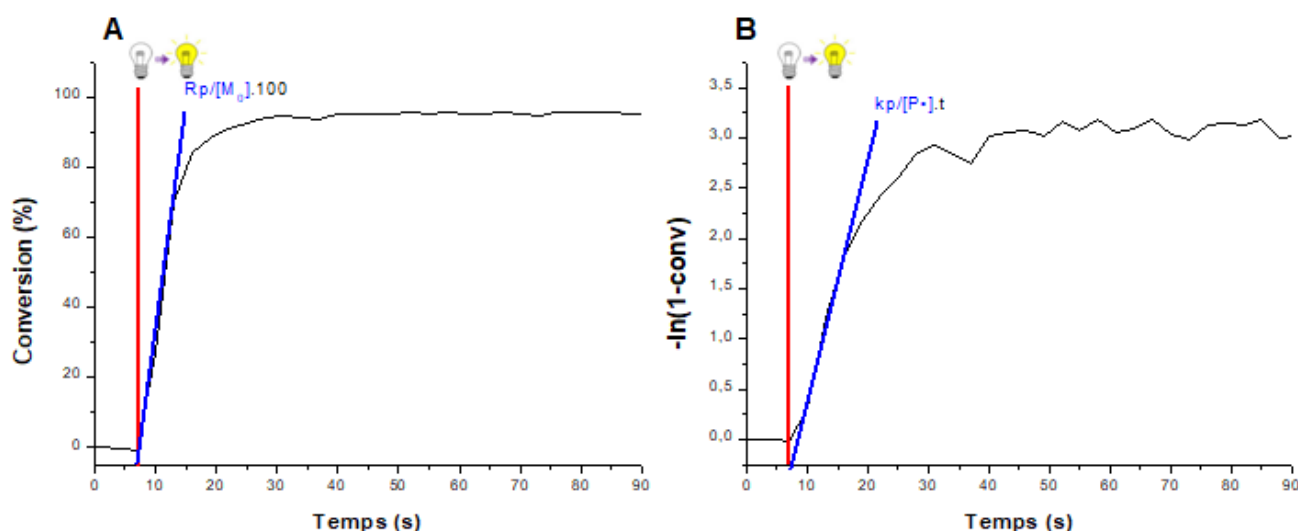 A
Rp/[M₀].100
100
80
60
40
20
0
Conversion (%)
0 10 20 30 40 50 60 70 80 90
Temps (s)
B
kp/[P•].t
3,5
3,0
2,5
2,0
1,5
1,0
0,5
0,0
-ln(1-conv)
0 10 20 30 40 50 60 70 80 90
Temps (s)